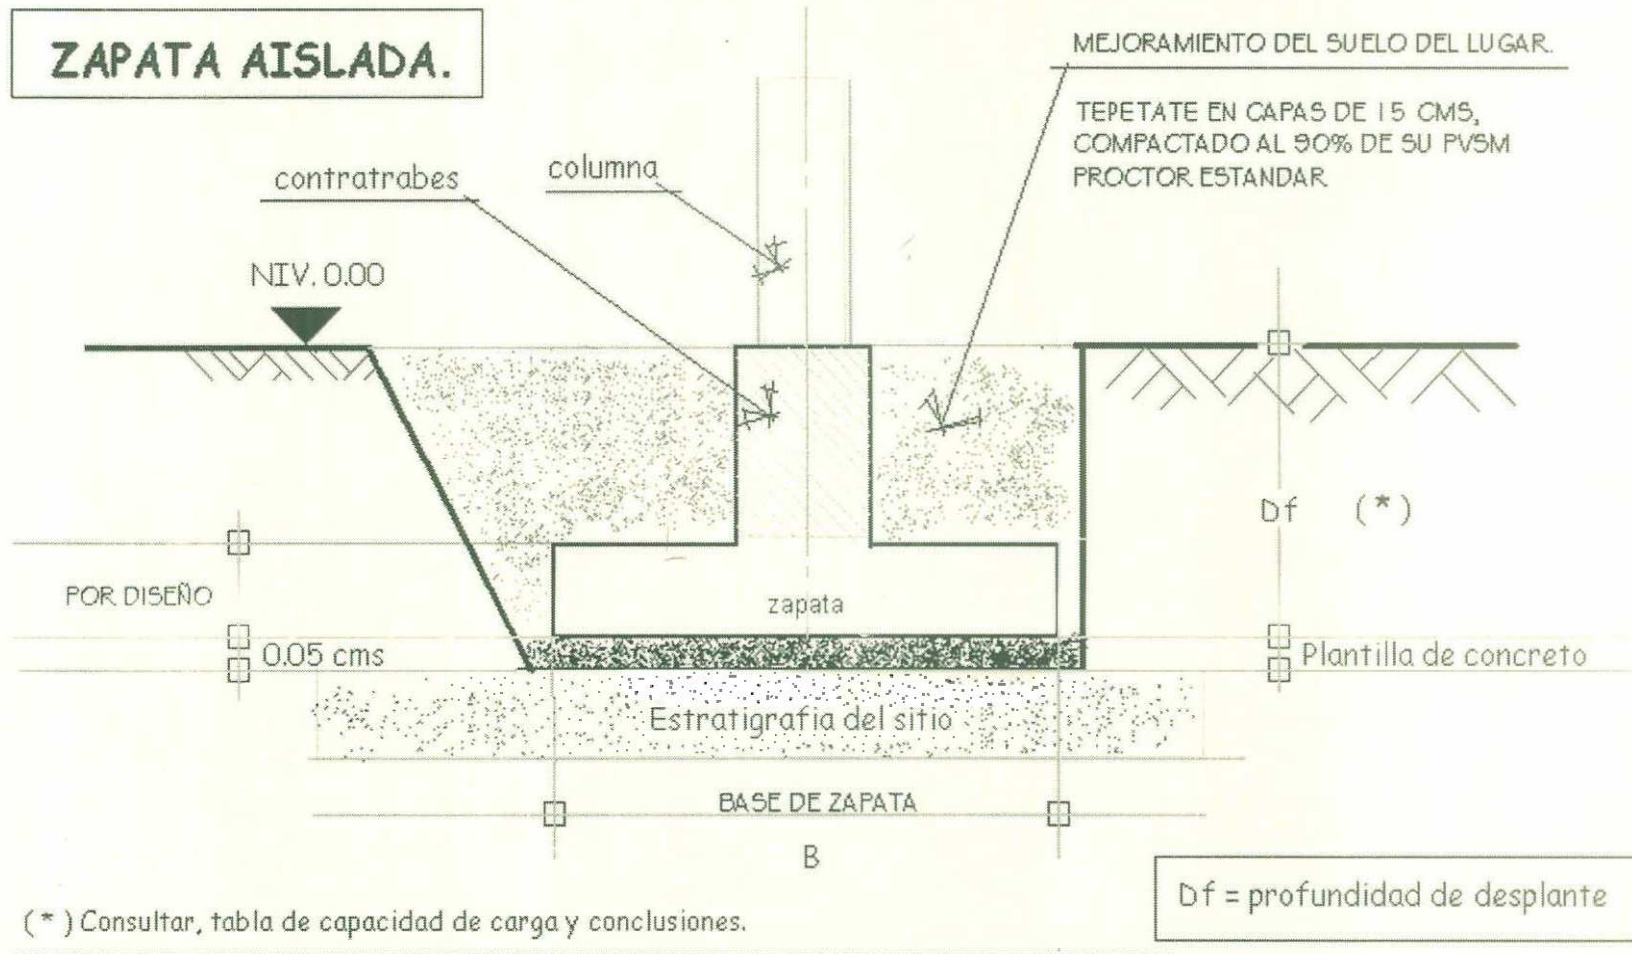 ZAPATA AISLADA.
MEJORAMIENTO DEL SUELO DEL LUGAR.
TEPETATE EN CAPAS DE 15 CMS,
COMPACTADO AL 90% DE SU PVSM
PROCTOR ESTANDAR
contratrabes
columna
NIV. 0.00
Df (*)
POR DISEÑO
zapata
0.05 cms
Plantilla de concreto
Estratigrafia del sitio
BASE DE ZAPATA
B
Df = profundidad de desplante
(*) Consultar, tabla de capacidad de carga y conclusiones.